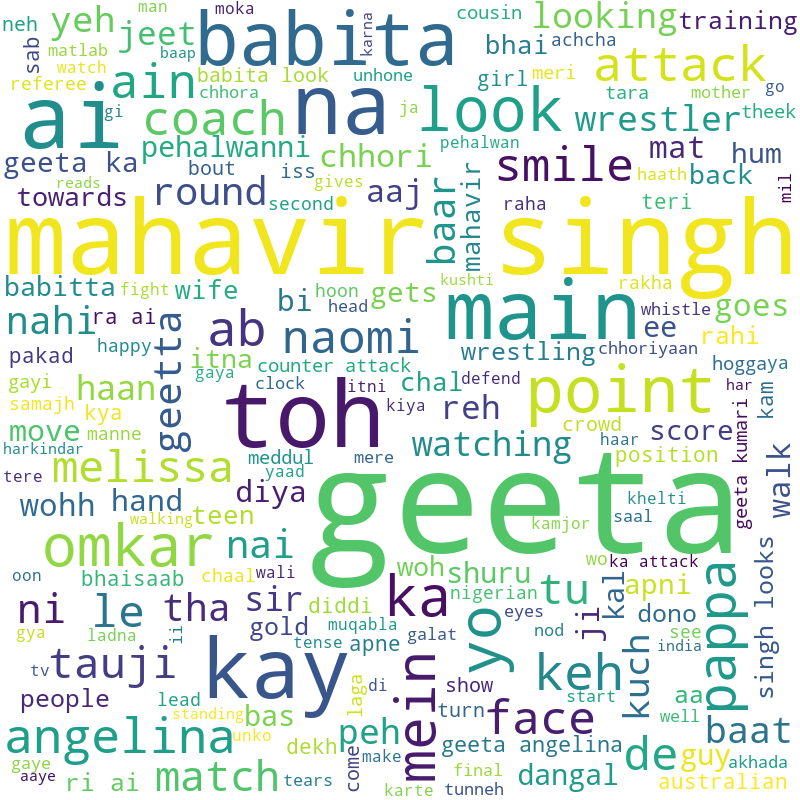 neh yeh man moka babita karna cousin looking training
sab jeet baap bhai achcha
matlab watch ain babita look unhone girl meri attack go
referee chhora tara mother
ai gi coach na ja look wrestler theek
pehalwanni pehalwan
geeta ka bout iss chhori smile mat hum
reads gives haath back
towards round second aaj baar mahavir raha teri mil
mahavir singh
babitta fight wife bi hoon gets kushti main rakha goes
nahi ra ai ab naomi head ee whistle rahi
geetta itna wrestling chhoriyaan
pakad happy counter attack hoggaya
gayi haan gaya clock itni chal defend point kam har
samajh kya toh kiya reh crowd haar score
move manne watching position geeta kumari walk
harkindar meddul mere
tere melissa yaad geeta khelti
wohh hand diya saal
walking teen kamjor
omkar nai woh wo ka attack
oon bhaisaab chaal wali shuru nigerian tu apni
ni le tha sir diddi ka yo eyes ji kal dono pappa singh looks
gya ladna ii gold muqabla apne galat nod see
tauji kay tense mein keh kuch india
tv people lead laga di show face start aa well
standing bas turn baat
angelina unko dekh peh geeta angelina de guy
gaye ri ai match tears come make final dangal akhada
aaye karte tunneh australian